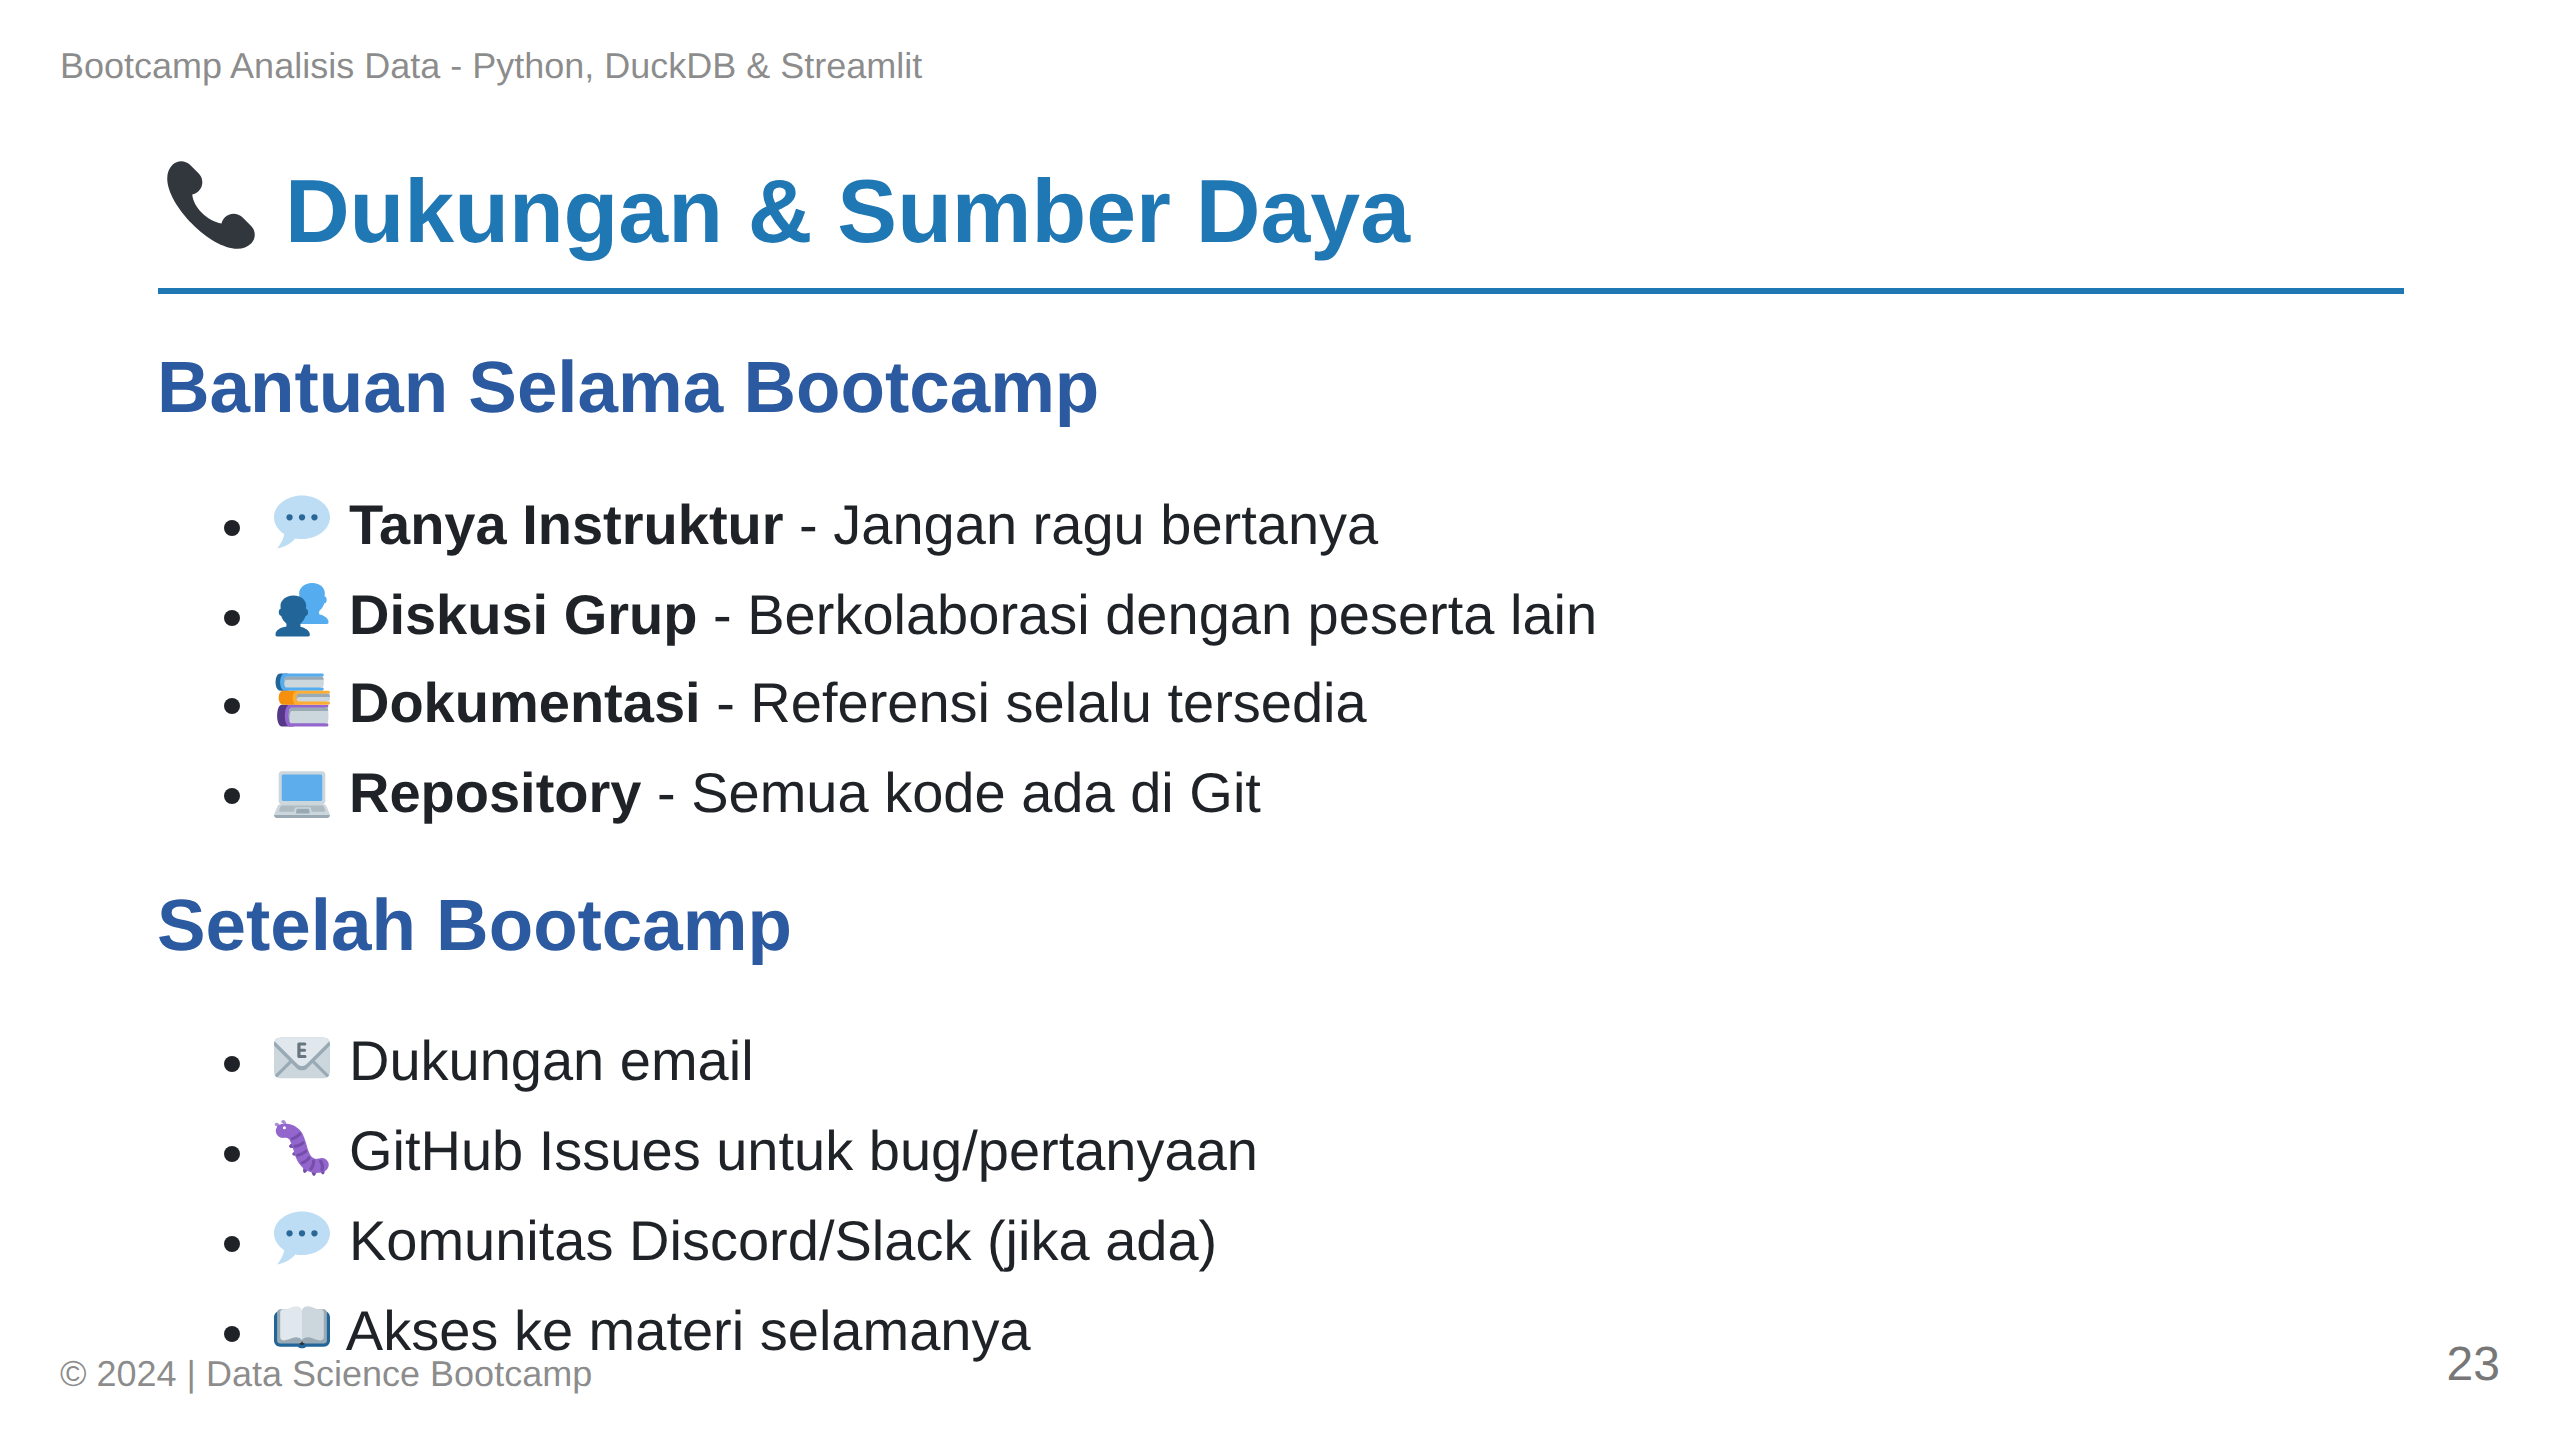 Bootcamp Analisis Data - Python, DuckDB & Streamlit
📞 Dukungan & Sumber Daya
Bantuan Selama Bootcamp
• 💬 Tanya Instruktur - Jangan ragu bertanya
• 👥 Diskusi Grup - Berkolaborasi dengan peserta lain
• 📚 Dokumentasi - Referensi selalu tersedia
• 💻 Repository - Semua kode ada di Git
Setelah Bootcamp
• 📧 Dukungan email
• 🐛 GitHub Issues untuk bug/pertanyaan
• 💬 Komunitas Discord/Slack (jika ada)
• 📖 Akses ke materi selamanya
© 2024 | Data Science Bootcamp
23